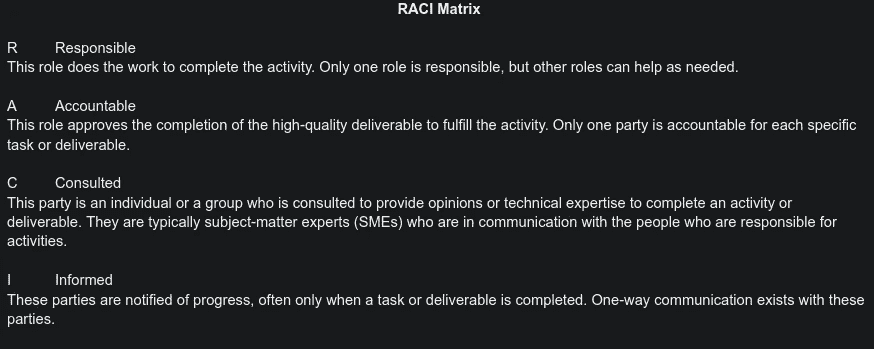 RACI Matrix
R Responsible
This role does the work to complete the activity. Only one role is responsible, but other roles can help as needed.
A Accountable
This role approves the completion of the high-quality deliverable to fulfill the activity. Only one party is accountable for each specific
task or deliverable.
C Consulted
This party is an individual or a group who is consulted to provide opinions or technical expertise to complete an activity or
deliverable. They are typically subject-matter experts (SMEs) who are in communication with the people who are responsible for
activities.
I Informed
These parties are notified of progress, often only when a task or deliverable is completed. One-way communication exists with these
parties.